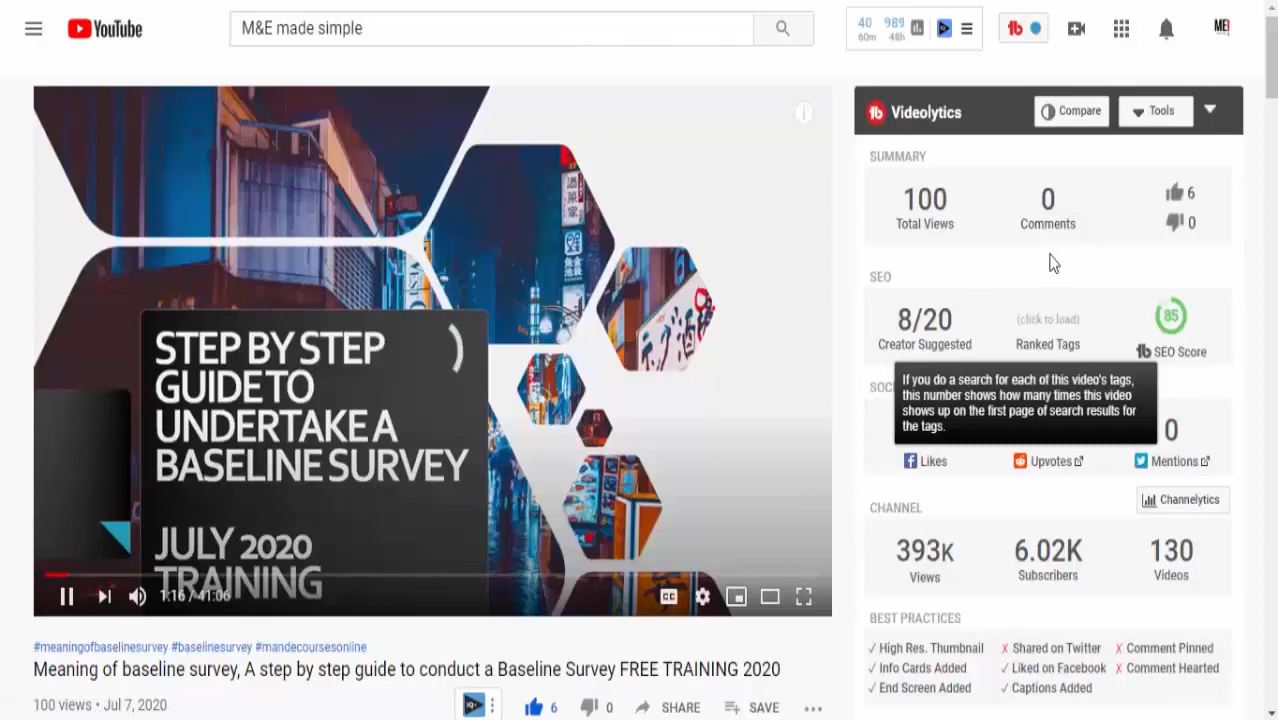 YouTube
M&E made simple
40 989
60m 48h
ME!
STEP BY STEP
GUIDE TO
UNDERTAKE A
BASELINE SURVEY
JULY 2020
TRAINING
1:16 / 41:06
CC
#meaningofbaselinesurvey #baselinesurvey #mandecoursesonline
Meaning of baseline survey, A step by step guide to conduct a Baseline Survey FREE TRAINING 2020
100 views • Jul 7, 2020
6 0 SHARE SAVE
Videolytics Compare Tools
SUMMARY
100 0 6
Total Views Comments 0
SEO
8/20 (click to load) 85
Creator Suggested Ranked Tags SEO Score
If you do a search for each of this video's tags,
this number shows how many times this video
shows up on the first page of search results for
the tags.
0
Likes Upvotes Mentions
CHANNEL Channelytics
393K 6.02K 130
Views Subscribers Videos
BEST PRACTICES
✓ High Res. Thumbnail ✗ Shared on Twitter ✗ Comment Pinned
✓ Info Cards Added ✓ Liked on Facebook ✗ Comment Hearted
✓ End Screen Added ✓ Captions Added